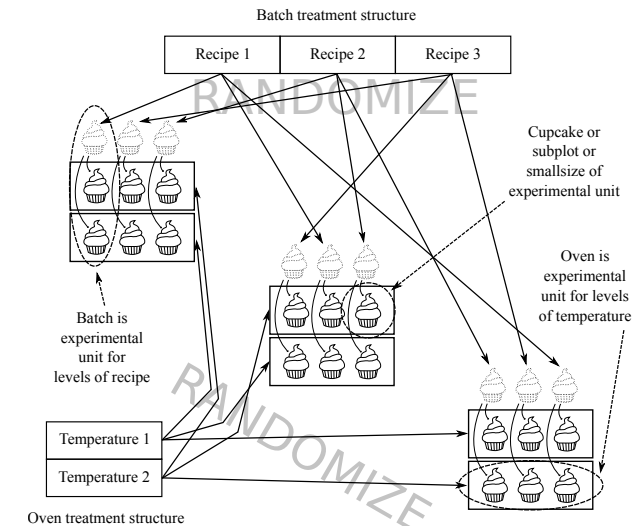 Batch treatment structure
Recipe 1
Recipe 2
Recipe 3
RANDOMIZE
Cupcake or
subplot or
smallsize of
experimental unit
Oven is
experimental
unit for levels
of temperature
Batch is
experimental
unit for
levels of recipe
RANDOMIZE
Temperature 1
Temperature 2
Oven treatment structure